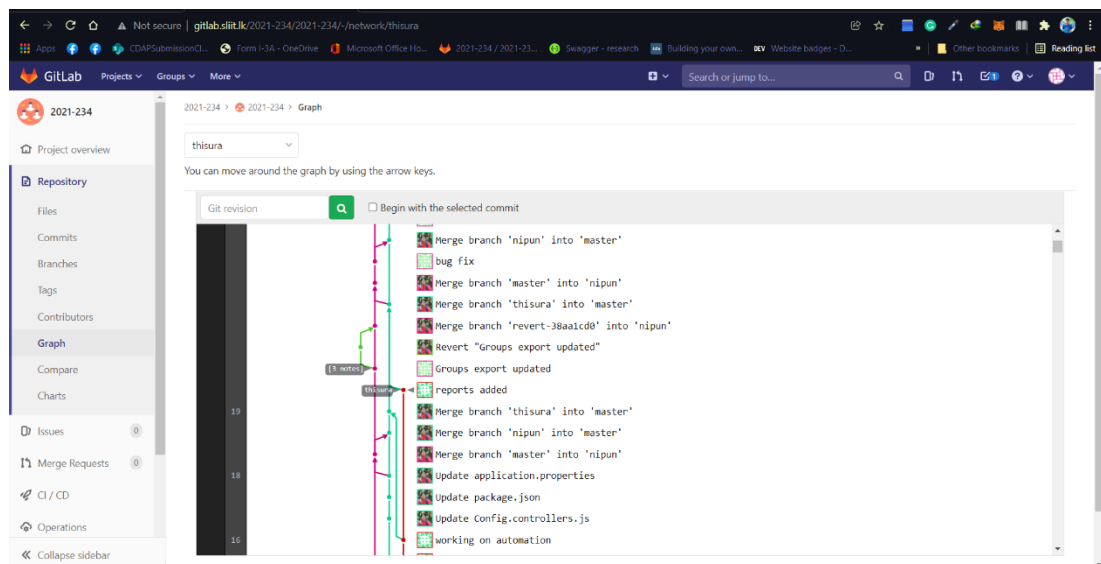 Not secure | gitlab.sliit.lk/2021-234/2021-234/-/network/thisura
Apps CDAPSubmissionCl... Form I-3A - OneDrive Microsoft Office Ho... 2021-234 / 2021-23... Swagger - research Building your own... DEV Website badges - D... » Other bookmarks Reading list
GitLab Projects Groups More Search or jump to... 1
2021-234
Project overview
Repository
Files
Commits
Branches
Tags
Contributors
Graph
Compare
Charts
Issues 0
Merge Requests 0
CI / CD
Operations
Collapse sidebar
2021-234 > 2021-234 > Graph
thisura
You can move around the graph by using the arrow keys.
Git revision Begin with the selected commit
Merge branch 'nipun' into 'master'
bug fix
Merge branch 'master' into 'nipun'
Merge branch 'thisura' into 'master'
Merge branch 'revert-38aa1cd0' into 'nipun'
Revert "Groups export updated"
[3 notes] Groups export updated
thisura reports added
19 Merge branch 'thisura' into 'master'
Merge branch 'nipun' into 'master'
Merge branch 'master' into 'nipun'
18 Update application.properties
Update package.json
Update Config.controllers.js
16 working on automation